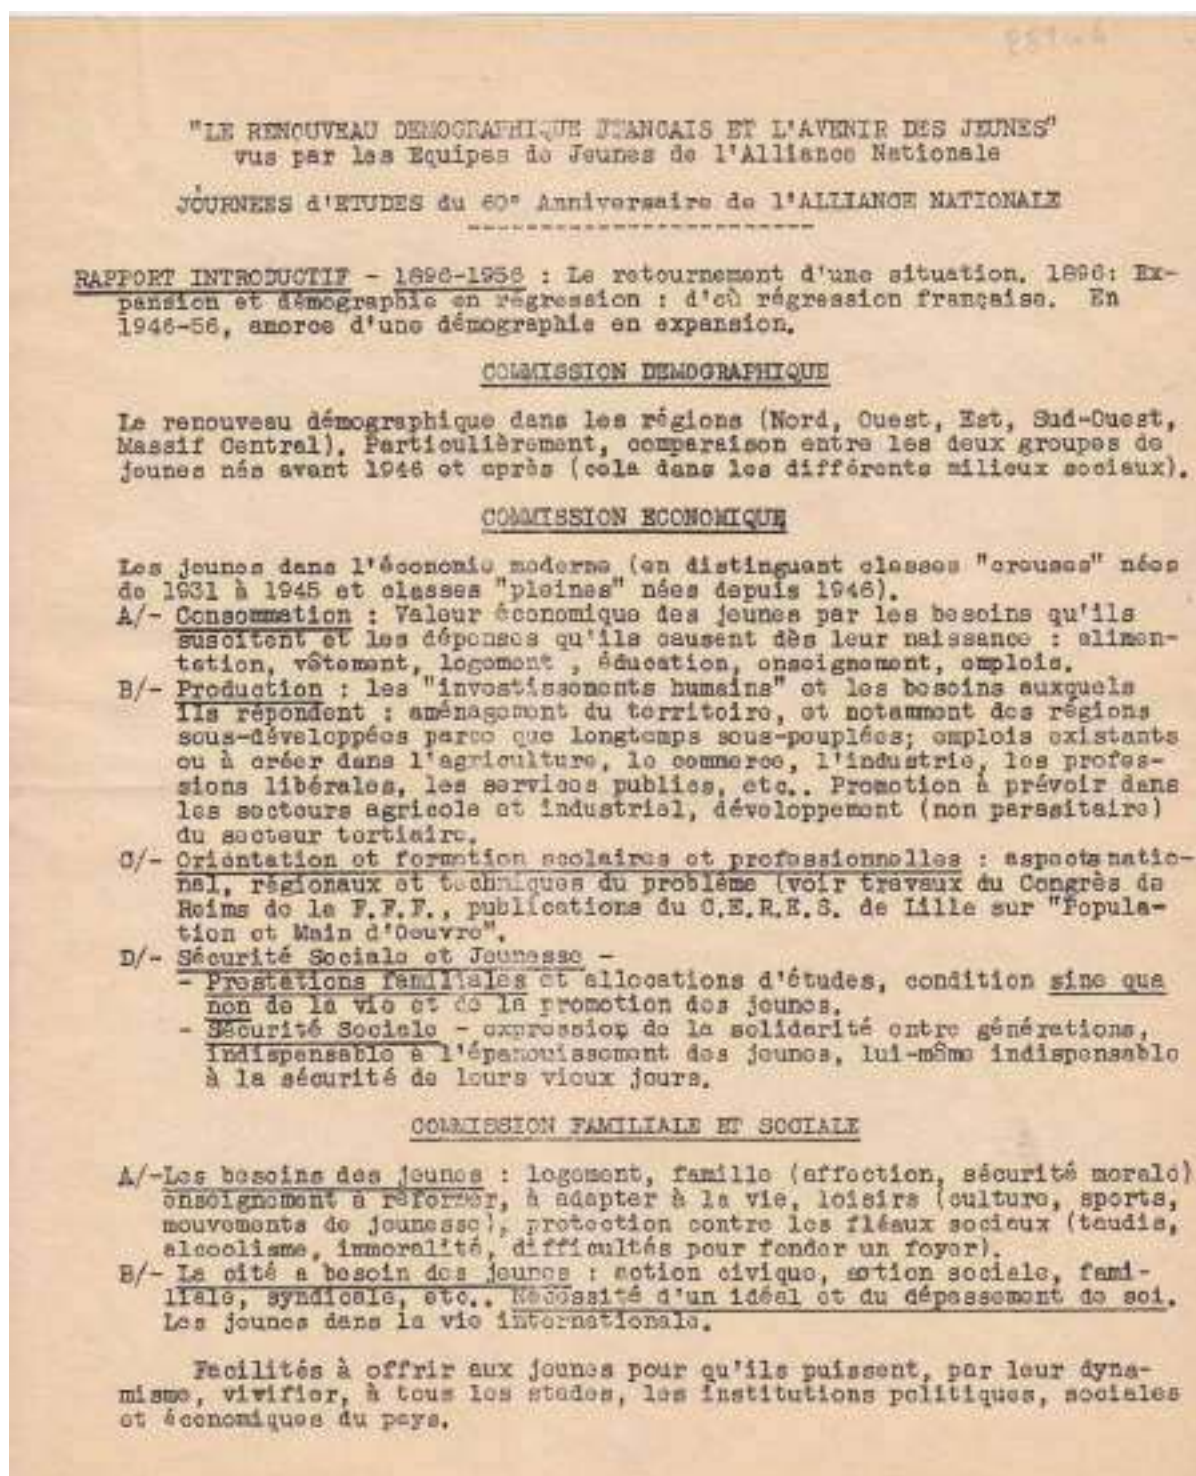 "LE RENOUVEAU DEMOGRAPHIQUE FRANCAIS ET L'AVENIR DES JEUNES"
vus par les Equipes de Jeunes de l'Alliance Nationale
JOURNEES d'ETUDES du 60° Anniversaire de l'ALLIANCE NATIONALE
------------------------
RAPPORT INTRODUCTIF - 1896-1956 : Le retournement d'une situation. 1896: Ex-
pansion et démographie en régression : d'où régression française. En
1946-56, amorce d'une démographie en expansion.
COMMISSION DEMOGRAPHIQUE
Le renouveau démographique dans les régions (Nord, Ouest, Est, Sud-Ouest,
Massif Central). Particulièrement, comparaison entre les deux groupes de
jeunes nés avant 1946 et après (cela dans les différents milieux sociaux).
COMMISSION ECONOMIQUE
Les jeunes dans l'économie moderne (en distinguant classes "creuses" nées
de 1931 à 1945 et classes "pleines" nées depuis 1946).
A/- Consommation : Valeur économique des jeunes par les besoins qu'ils
suscitent et les dépenses qu'ils causent dès leur naissance : alimen-
tation, vêtement, logement , éducation, enseignement, emplois.
B/- Production : les "investissements humains" et les besoins auxquels
ils répondent : aménagement du territoire, et notamment des régions
sous-développées parce que longtemps sous-peuplées; emplois existants
ou à créer dans l'agriculture, le commerce, l'industrie, les profes-
sions libérales, les services publics, etc.. Promotion à prévoir dans
les secteurs agricole et industriel, développement (non parasitaire)
du secteur tertiaire.
C/- Orientation et formation scolaires et professionnelles : aspects natio-
nal, régionaux et techniques du problème (voir travaux du Congrès de
Reims de la F.F.F., publications du C.E.R.E.S. de Lille sur "Popula-
tion et Main d'Oeuvre".
D/- Sécurité Sociale et Jeunesse -
- Prestations familiales et allocations d'études, condition sine qua
non de la vie et de la promotion des jeunes.
- Sécurité Sociale - expression de la solidarité entre générations,
indispensable à l'épanouissement des jeunes, lui-même indispensable
à la sécurité de leurs vieux jours.
COMMISSION FAMILIALE ET SOCIALE
A/-Les besoins des jeunes : logement, famille (affection, sécurité morale)
enseignement à réformer, à adapter à la vie, loisirs (culture, sports,
mouvements de jeunesse), protection contre les fléaux sociaux (taudis,
alcoolisme, immoralité, difficultés pour fonder un foyer).
B/- La cité a besoin des jeunes : action civique, action sociale, fami-
liale, syndicale, etc.. Nécessité d'un idéal et du dépassement de soi.
Les jeunes dans la vie internationale.
Facilités à offrir aux jeunes pour qu'ils puissent, par leur dyna-
misme, vivifier, à tous les stades, les institutions politiques, sociales
et économiques du pays.